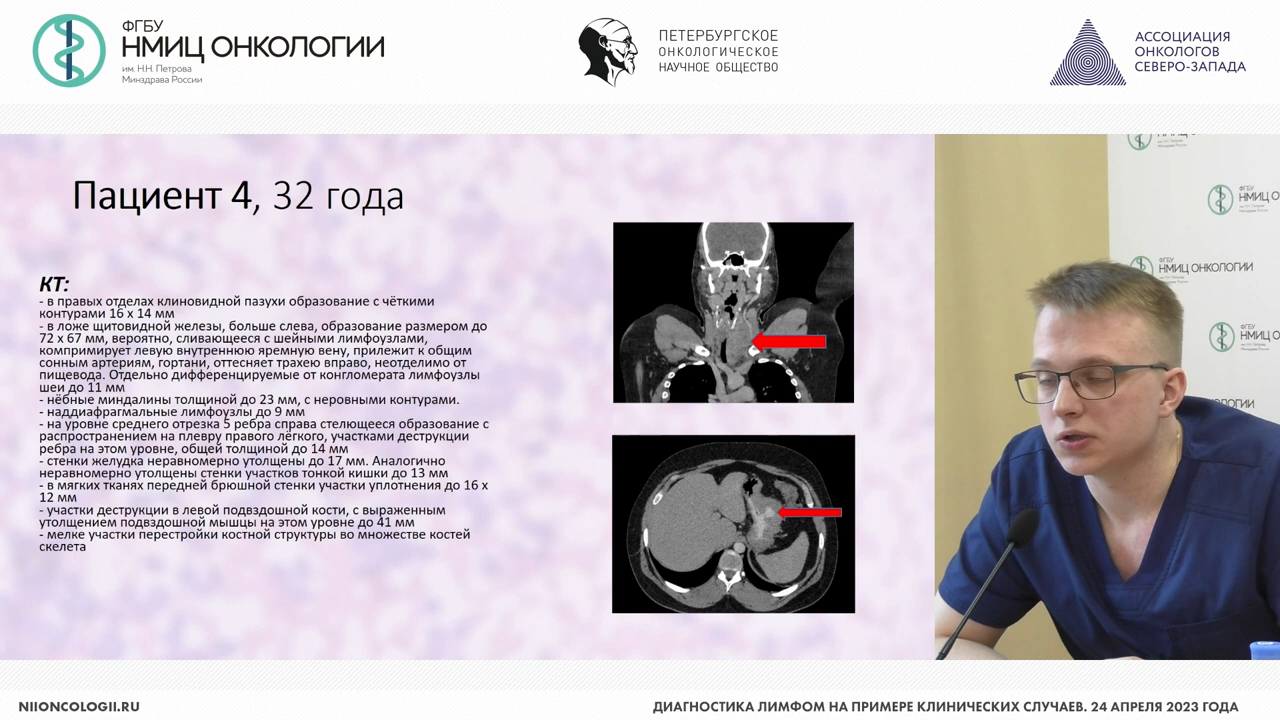 ФГБУ
НМИЦ ОНКОЛОГИИ
им. Н.Н. Петрова
Минздрава России
ПЕТЕРБУРГСКОЕ
ОНКОЛОГИЧЕСКОЕ
НАУЧНОЕ ОБЩЕСТВО
АССОЦИАЦИЯ
ОНКОЛОГОВ
СЕВЕРО-ЗАПАДА
Пациент 4, 32 года
КТ:
- в правых отделах клиновидной пазухи образование с чёткими
контурами 16 х 14 мм
- в ложе щитовидной железы, больше слева, образование размером до
72 х 67 мм, вероятно, сливающееся с шейными лимфоузлами,
компримирует левую внутреннюю яремную вену, прилежит к общим
сонным артериям, гортани, оттесняет трахею вправо, неотделимо от
пищевода. Отдельно дифференцируемые от конгломерата лимфоузлы
шеи до 11 мм
- нёбные миндалины толщиной до 23 мм, с неровными контурами.
- наддиафрагмальные лимфоузлы до 9 мм
- на уровне среднего отрезка 5 ребра справа стелющееся образование с
распространением на плевру правого лёгкого, участками деструкции
ребра на этом уровне, общей толщиной до 14 мм
- стенки желудка неравномерно утолщены до 17 мм. Аналогично
неравномерно утолщены стенки участков тонкой кишки до 13 мм
- в мягких тканях передней брюшной стенки участки уплотнения до 16 х
12 мм
- участки деструкции в левой подвздошной кости, с выраженным
утолщением подвздошной мышцы на этом уровне до 41 мм
- мелке участки перестройки костной структуры во множестве костей
скелета
ФГБУ
НМИЦ О
НМИЦ ОНКОЛОГИИ
НМИЦ О
ОНКОЛОГИИ
NIIONCOLOGII.RU
ДИАГНОСТИКА ЛИМФОМ НА ПРИМЕРЕ КЛИНИЧЕСКИХ СЛУЧАЕВ. 24 АПРЕЛЯ 2023 ГОДА